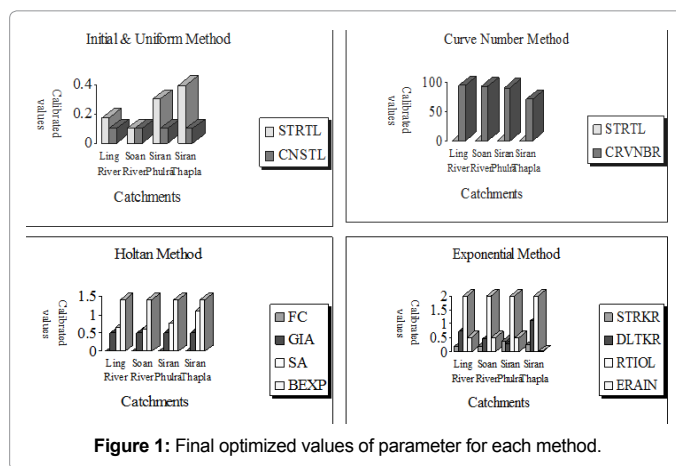 Initial & Uniform Method
Calibrated values
0.4
0.2
0
Ling River
Soan River
Siran Phulra
Siran Thapla
Catchments
STRTL
CNSTL
Curve Number Method
Calibrated values
100
50
0
Ling River
Soan River
Siran Phulra
Siran Thapla
Catchments
STRTL
CRVNBR
Holtan Method
Calibrated values
1.5
1
0.5
0
Ling River
Soan River
Siran Phulra
Siran Thapla
Catchments
FC
GIA
SA
BEXP
Exponential Method
Calibrated values
2
1.5
1
0.5
0
Ling River
Soan River
Siran Phulra
Siran Thapla
Catchments
STRKR
DLTKR
RTIOL
ERAIN
Figure 1: Final optimized values of parameter for each method.